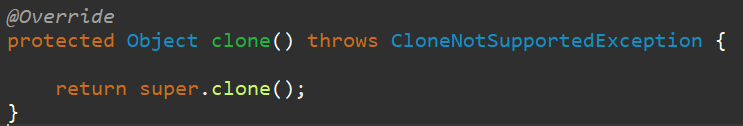 @Override
protected Object clone() throws CloneNotSupportedException {
return super.clone();
}